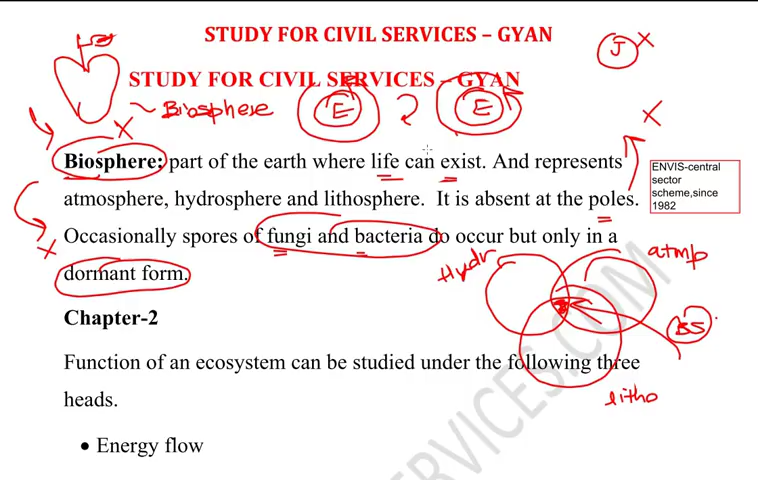 STUDY FOR CIVIL SERVICES – GYAN
J
STUDY FOR CIVIL SERVICES – GYAN
~ Biosphere
E
E
Biosphere: part of the earth where life can exist. And represents
atmosphere, hydrosphere and lithosphere. It is absent at the poles.
ENVIS-central
sector
scheme,since
1982
Occasionally spores of fungi and bacteria do occur but only in a
dormant form.
Hydr
atmp
BS
Chapter-2
Function of an ecosystem can be studied under the following three
heads.
litho
• Energy flow
SERVICES.COM